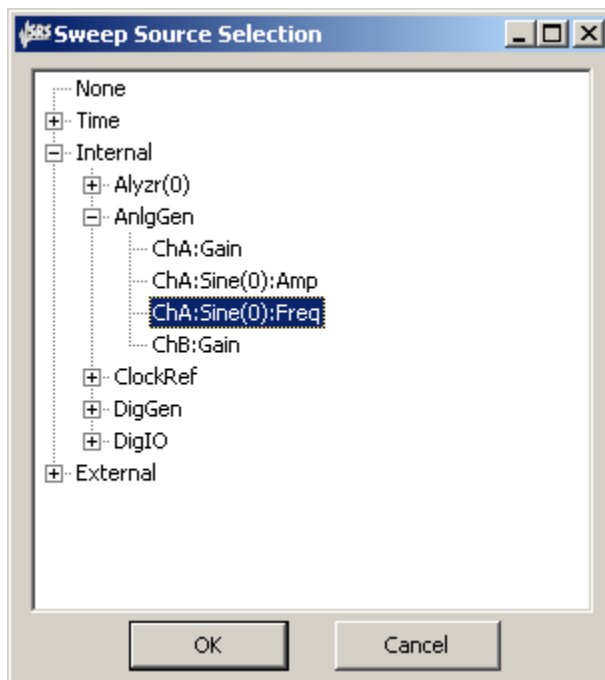 SRS Sweep Source Selection
None
Time
Internal
Alyzr(0)
AnlgGen
ChA:Gain
ChA:Sine(0):Amp
ChA:Sine(0):Freq
ChB:Gain
ClockRef
DigGen
DigIO
External
OK Cancel